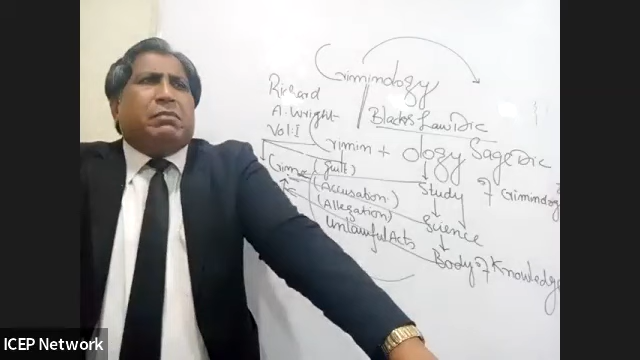 Criminology
Richard
A. Wright
Vol: I
Blacks Law Dic
Crimin + ology
Sage Dic
Crime
(Guilt)
(Accusation)
(Allegation)
Unlawful Acts
Study
Science
Body of Knowledge
of Criminology
ICEP Network